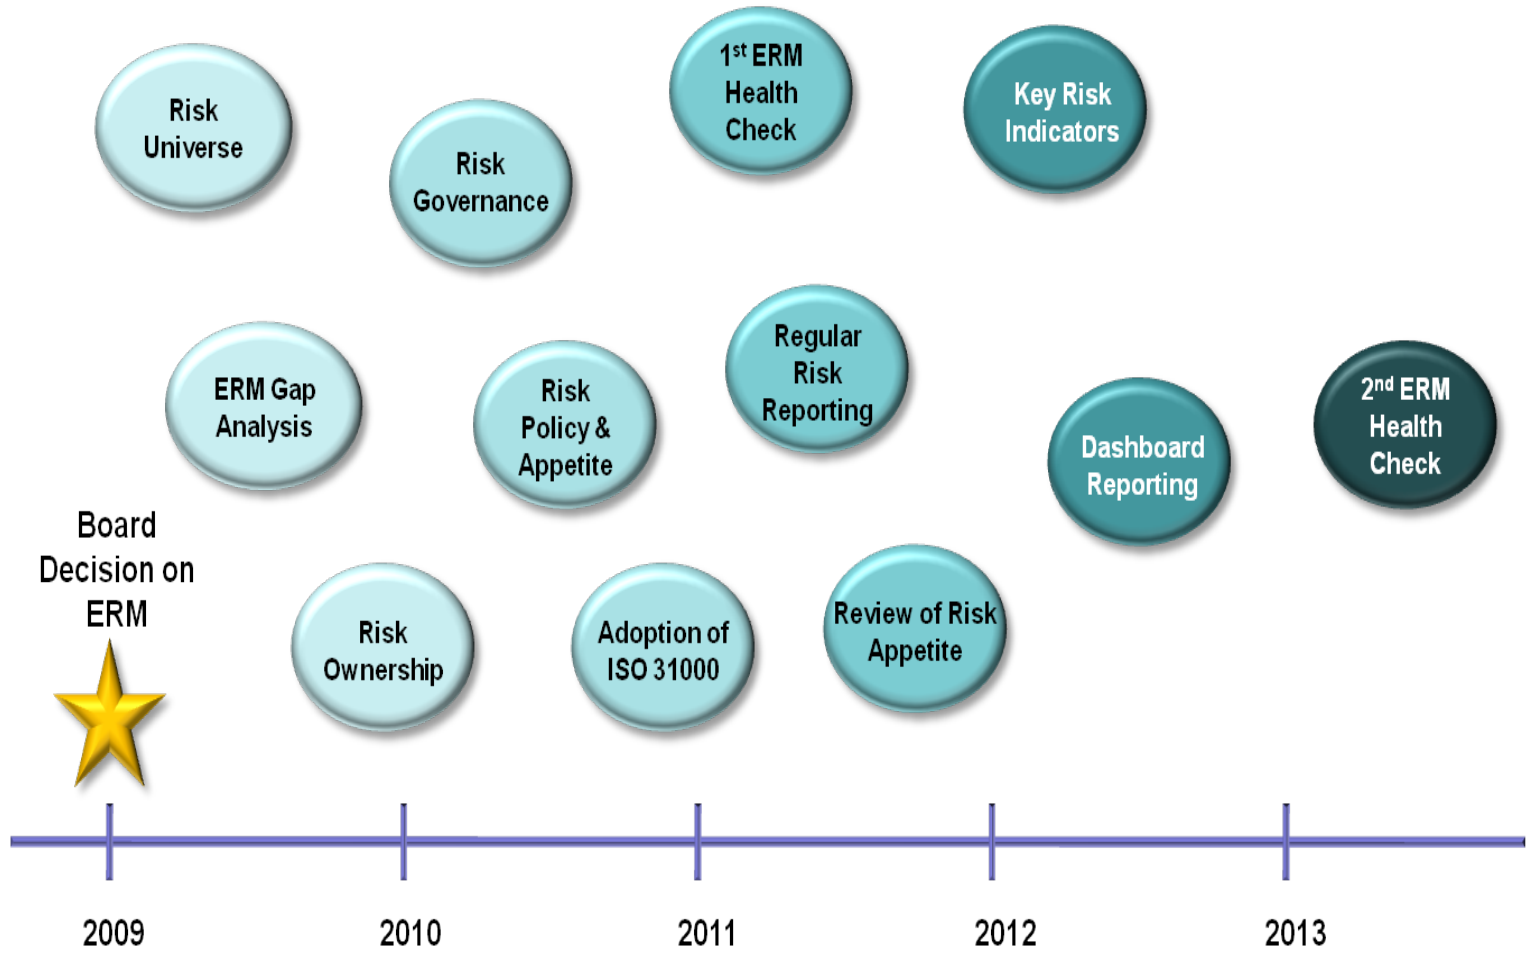 Risk
Universe
Risk
Governance
1st ERM
Health
Check
Key Risk
Indicators
ERM Gap
Analysis
Risk
Policy &
Appetite
Regular
Risk
Reporting
Dashboard
Reporting
2nd ERM
Health
Check
Board
Decision on
ERM
Risk
Ownership
Adoption of
ISO 31000
Review of Risk
Appetite
2009
2010
2011
2012
2013